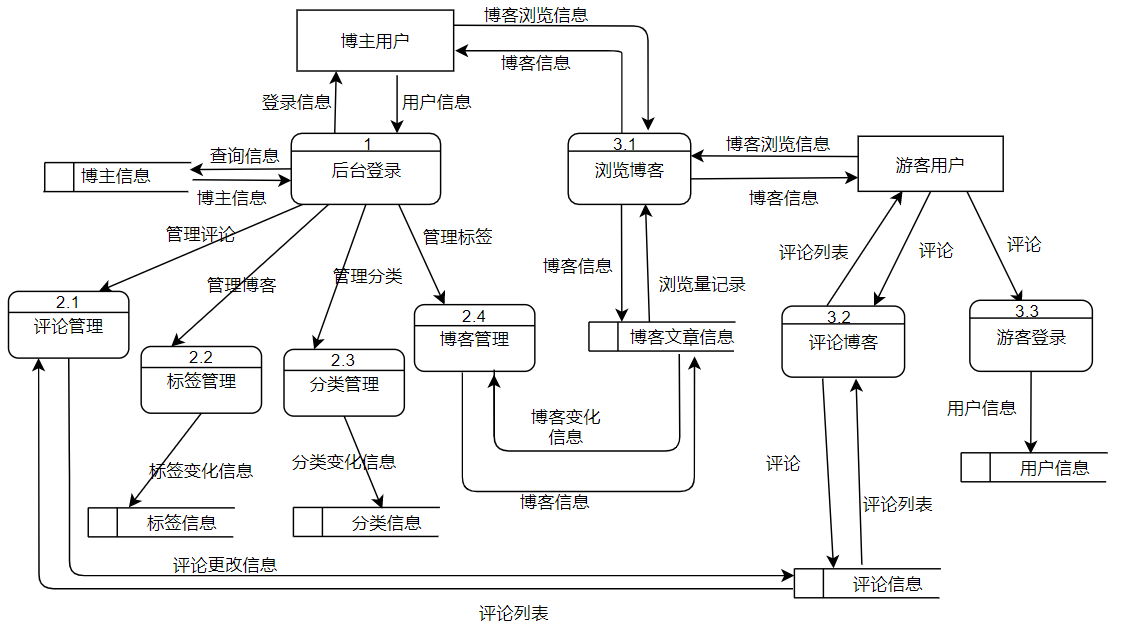 博客浏览信息
博主用户
博客信息
登录信息
用户信息
1
后台登录
3.1
浏览博客
博客浏览信息
游客用户
博客信息
查询信息
博主信息
博主信息
管理评论
管理博客
管理分类
管理标签
博客信息
浏览量记录
评论列表
评论
评论
2.1
评论管理
2.2
标签管理
2.3
分类管理
2.4
博客管理
博客文章信息
3.2
评论博客
3.3
游客登录
博客变化
信息
用户信息
标签变化信息
分类变化信息
博客信息
评论
评论列表
用户信息
标签信息
分类信息
评论更改信息
评论信息
评论列表